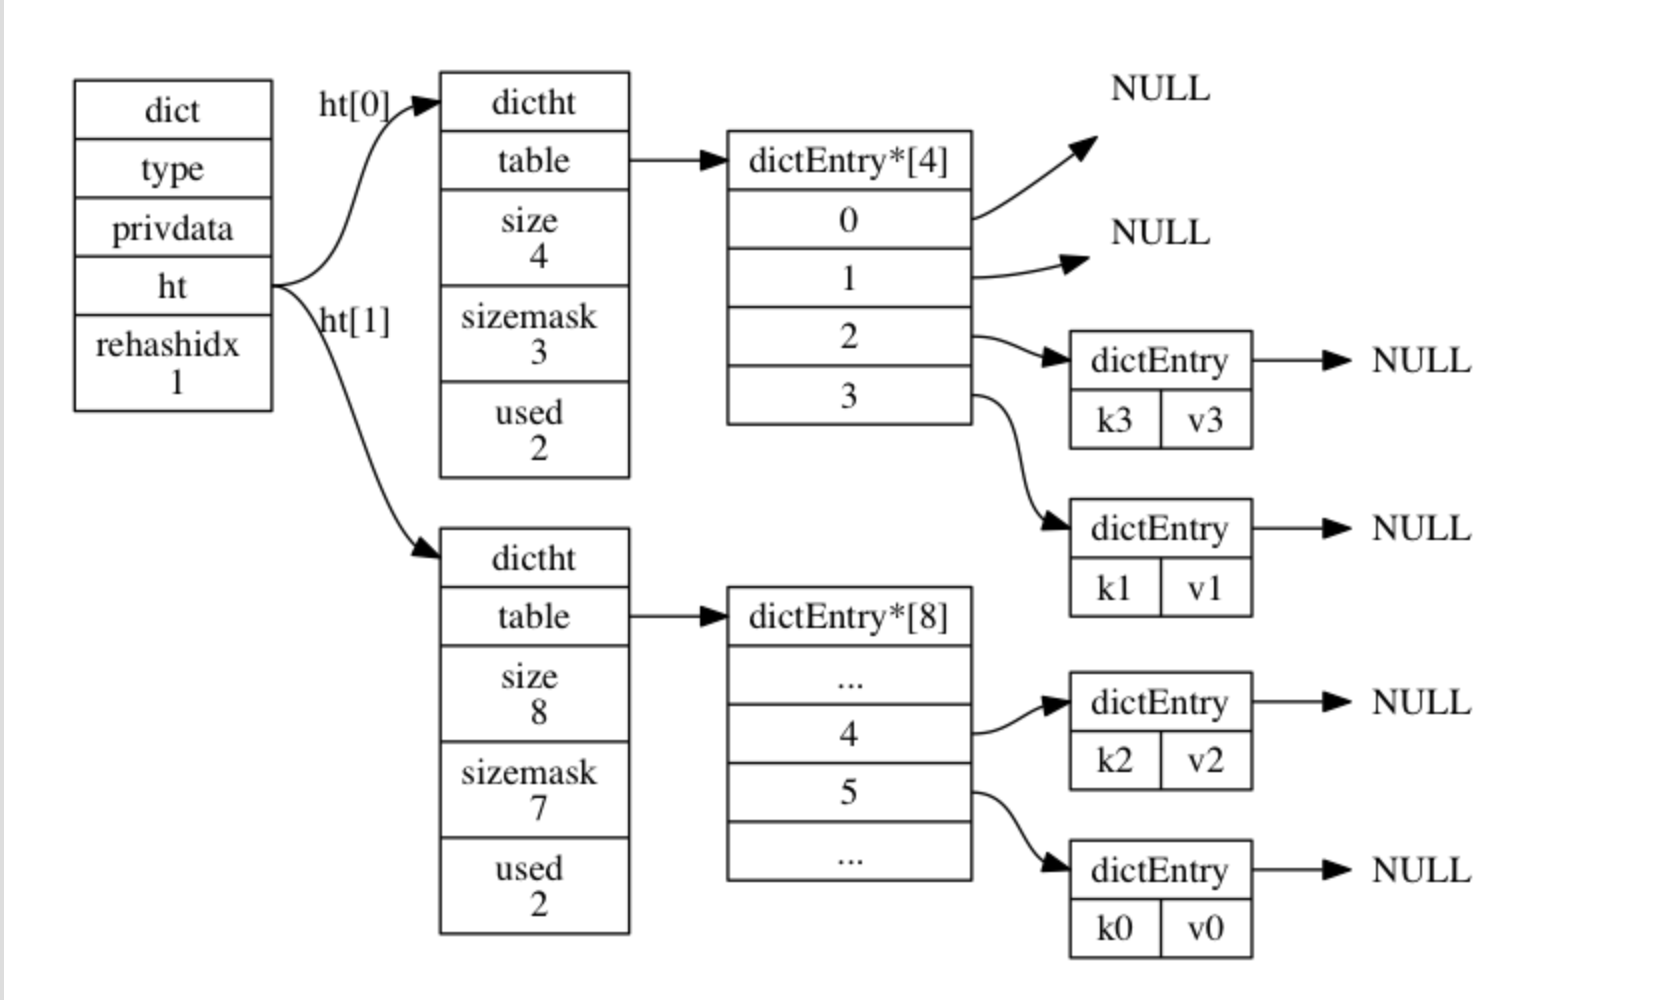 dict
type
privdata
ht
rehashidx
1
ht[0]
ht[1]
dictht
table
size
4
sizemask
3
used
2
dictEntry*[4]
0
1
2
3
NULL
NULL
dictEntry
k3 v3
NULL
dictEntry
k1 v1
NULL
dictht
table
size
8
sizemask
7
used
2
dictEntry*[8]
...
4
5
...
dictEntry
k2 v2
NULL
dictEntry
k0 v0
NULL